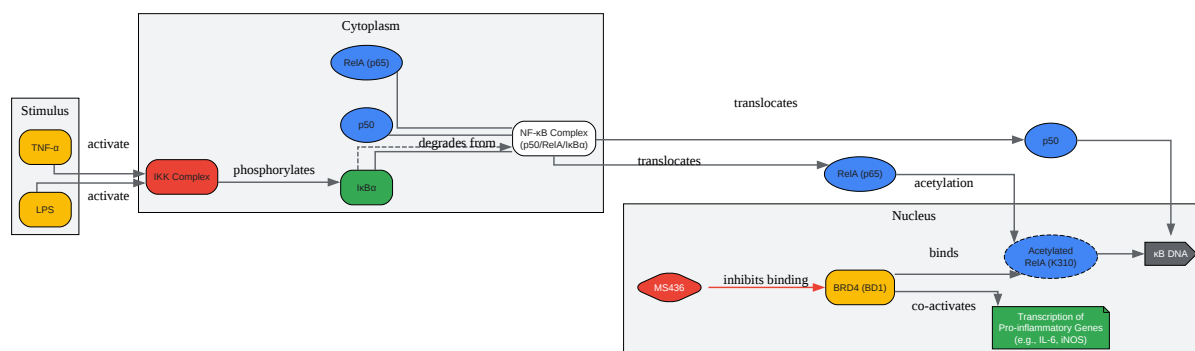 Cytoplasm
RelA (p65)
Stimulus
TNF-α
LPS
activate
activate
IKK Complex
phosphorylates
p50
degrades from
IκBα
NF-κB Complex
(p50/RelA/IκBα)
translocates
translocates
p50
RelA (p65)
acetylation
Nucleus
MS436
inhibits binding
BRD4 (BD1)
binds
co-activates
Acetylated
RelA (K310)
κB DNA
Transcription of
Pro-inflammatory Genes
(e.g., IL-6, iNOS)